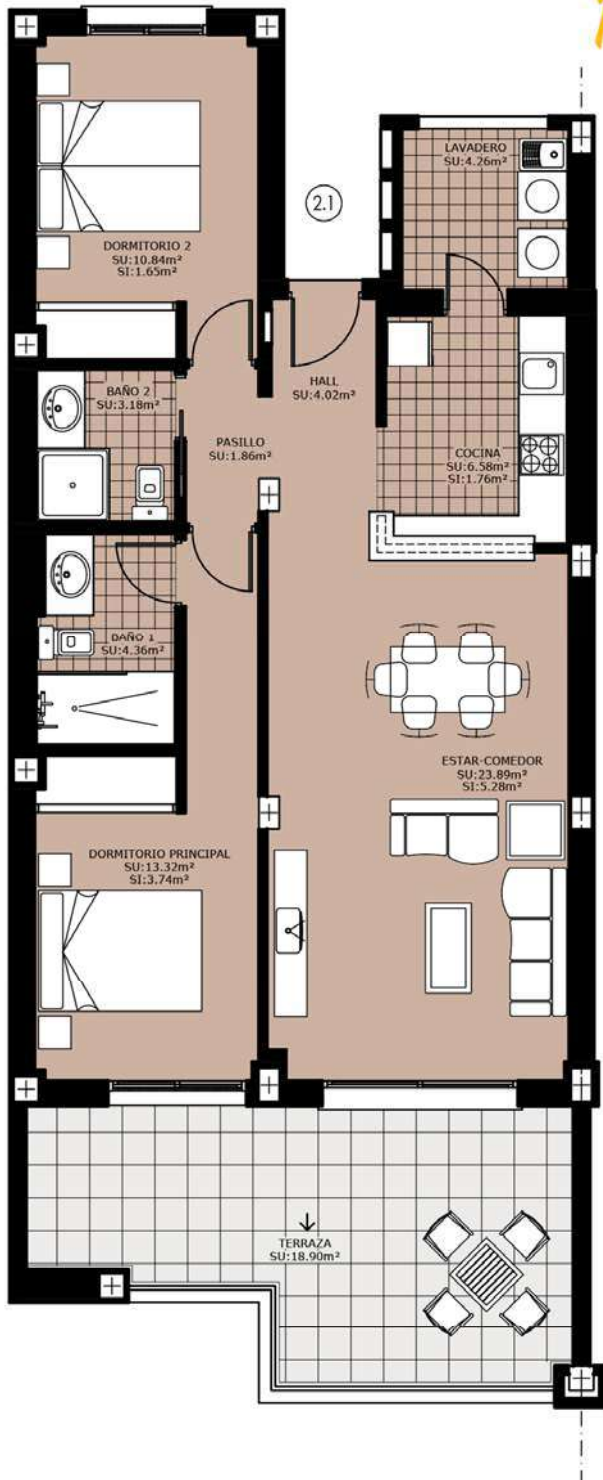 LAVADERO
SU:4.26m²
2.1
DORMITORIO 2
SU:10.84m²
SI:1.65m²
HALL
SU:4.02m²
BAÑO 2
SU:3.18m²
PASILLO
SU:1.86m²
COCINA
SU:6.58m²
SI:1.76m²
BAÑO 1
SU:4.36m²
ESTAR-COMEDOR
SU:23.89m²
SI:5.28m²
DORMITORIO PRINCIPAL
SU:13.32m²
SI:3.74m²
TERRAZA
SU:18.90m²